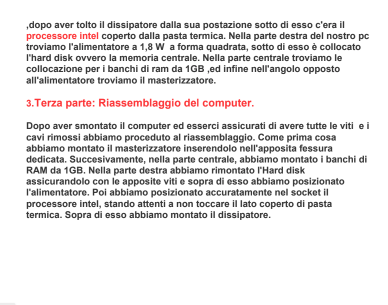 ,dopo aver tolto il dissipatore dalla sua postazione sotto di esso c'era il
processore intel coperto dalla pasta termica. Nella parte destra del nostro pc
troviamo l'alimentatore a 1,8 W  a forma quadrata, sotto di esso è collocato
l'hard disk ovvero la memoria centrale. Nella parte centrale troviamo le
collocazione per i banchi di ram da 1GB ,ed infine nell'angolo opposto
all'alimentatore troviamo il masterizzatore.
3.Terza parte: Riassemblaggio del computer.
Dopo aver smontato il computer ed esserci assicurati di avere tutte le viti  e i
cavi rimossi abbiamo proceduto al riassemblaggio. Come prima cosa
abbiamo montato il masterizzatore inserendolo nell'apposita fessura
dedicata. Succesivamente, nella parte centrale, abbiamo montato i banchi di
RAM da 1GB. Nella parte destra abbiamo rimontato l'Hard disk
assicurandolo con le apposite viti e sopra di esso abbiamo posizionato
l'alimentatore. Poi abbiamo posizionato accuratamente nel socket il
processore intel, stando attenti a non toccare il lato coperto di pasta
termica. Sopra di esso abbiamo montato il dissipatore.